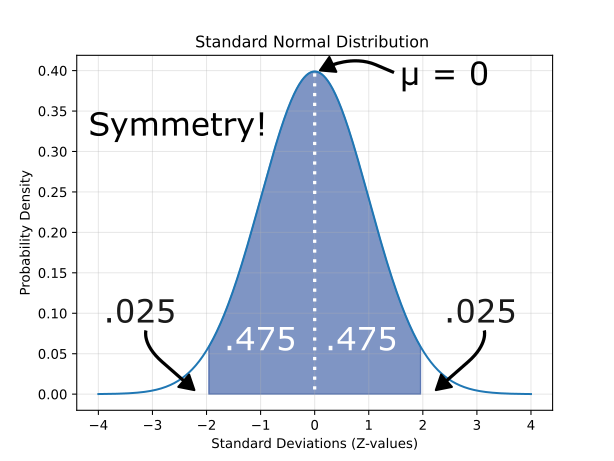 Standard Normal Distribution
μ = 0
Symmetry!
.025
.025
.475
.475
Probability Density
0.40
0.35
0.30
0.25
0.20
0.15
0.10
0.05
0.00
−4 −3 −2 −1 0 1 2 3 4
Standard Deviations (Z-values)